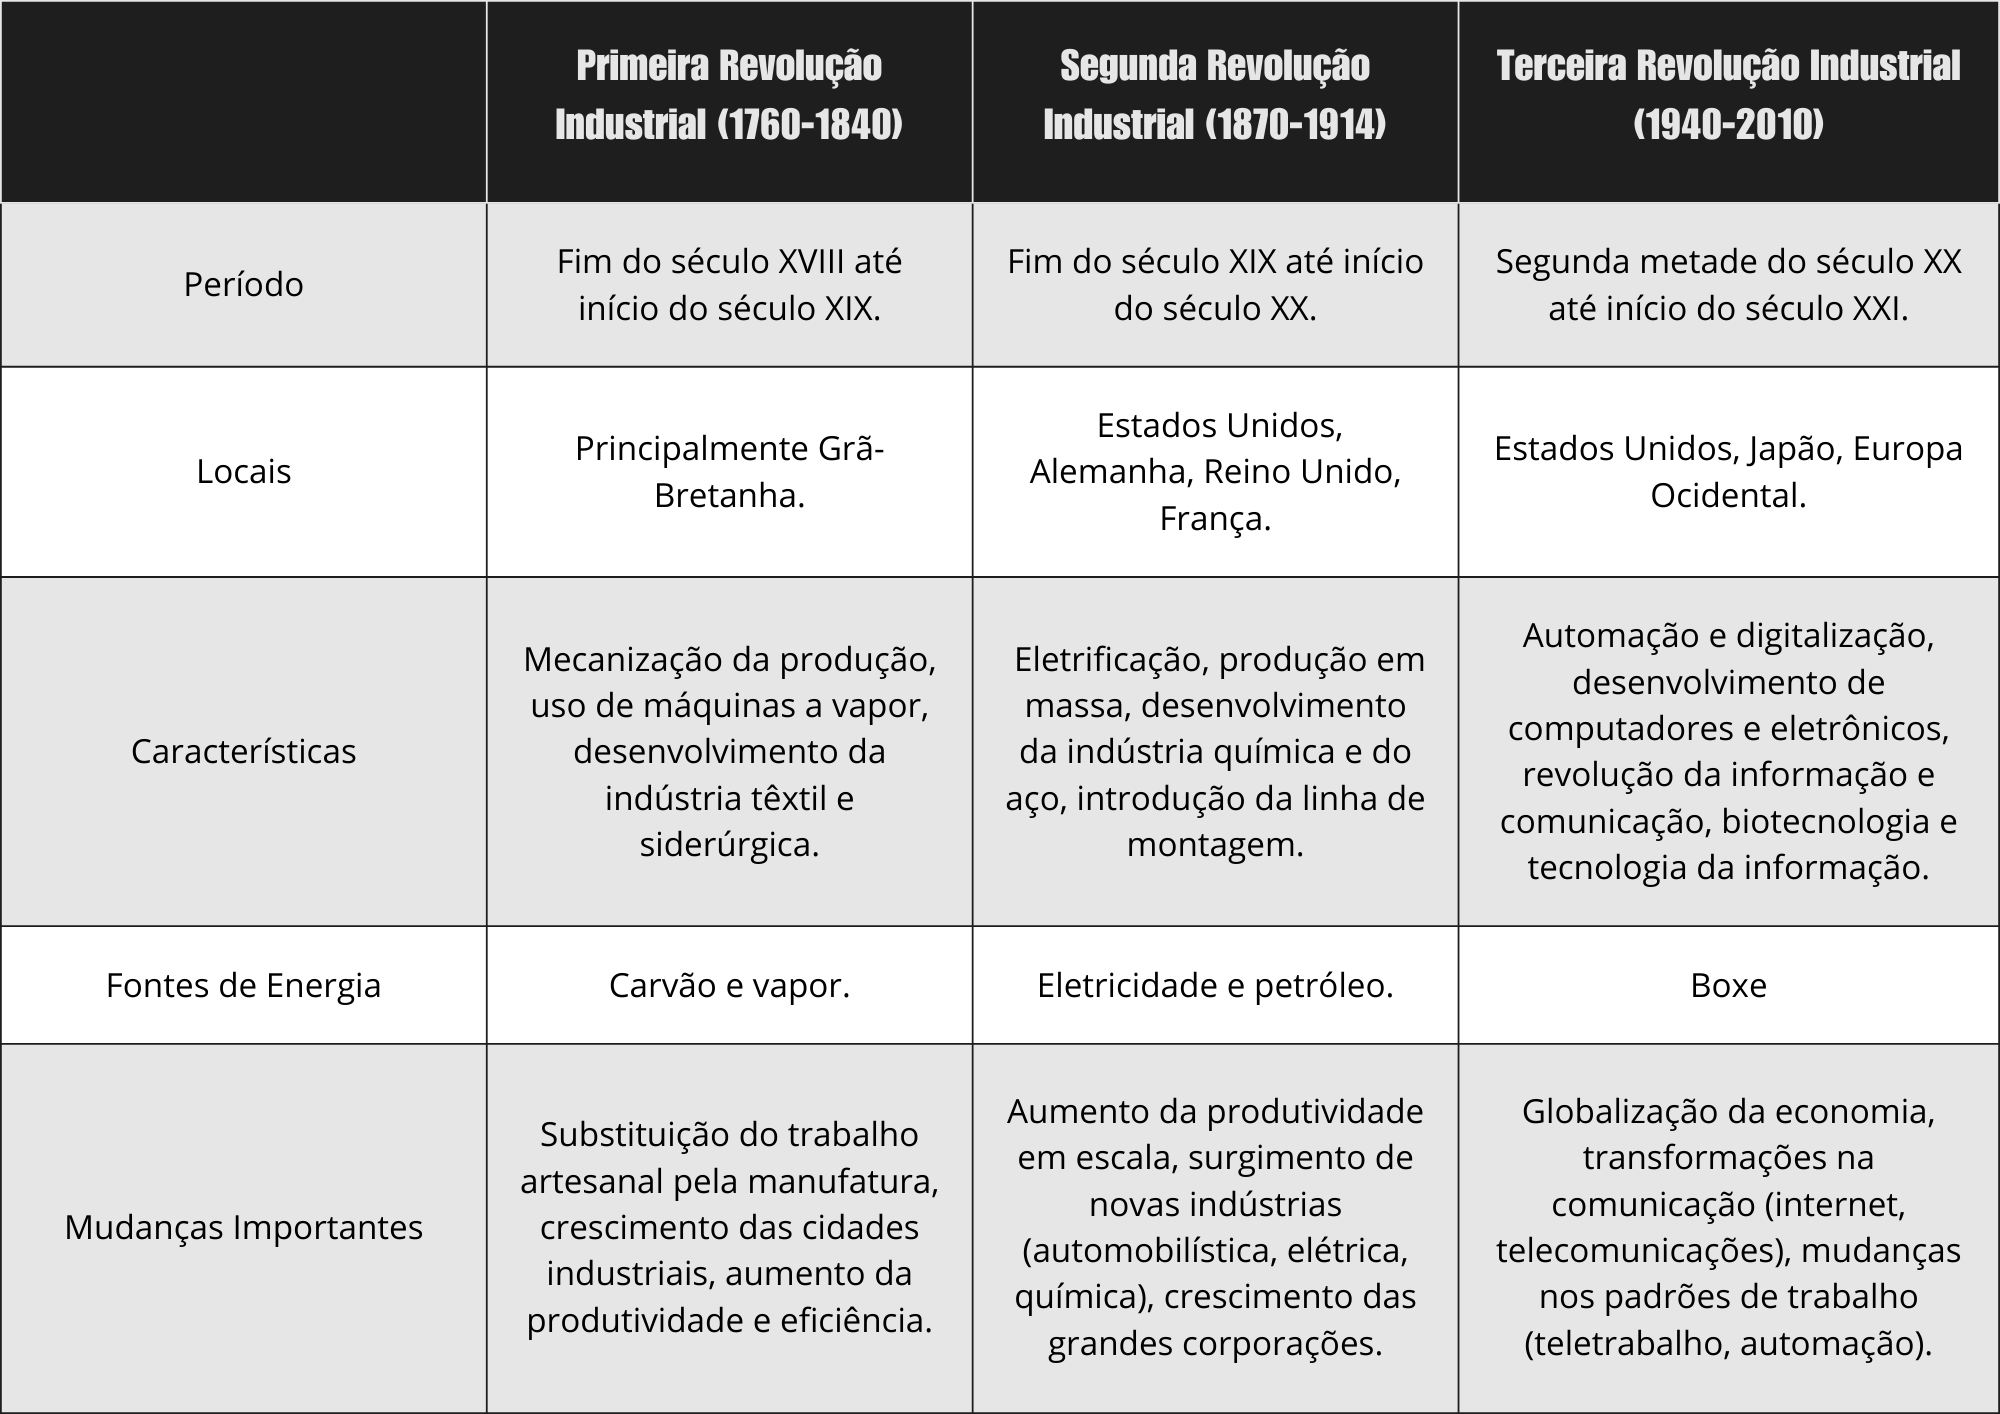 Primeira Revolução
Industrial (1760-1840)
Segunda Revolução
Industrial (1870-1914)
Terceira Revolução Industrial
(1940-2010)
Período
Fim do século XVIII até
início do século XIX.
Fim do século XIX até início
do século XX.
Segunda metade do século XX
até início do século XXI.
Locais
Principalmente Grã-
Bretanha.
Estados Unidos,
Alemanha, Reino Unido,
França.
Estados Unidos, Japão, Europa
Ocidental.
Características
Mecanização da produção,
uso de máquinas a vapor,
desenvolvimento da
indústria têxtil e
siderúrgica.
Eletrificação, produção em
massa, desenvolvimento
da indústria química e do
aço, introdução da linha de
montagem.
Automação e digitalização,
desenvolvimento de
computadores e eletrônicos,
revolução da informação e
comunicação, biotecnologia e
tecnologia da informação.
Fontes de Energia
Carvão e vapor.
Eletricidade e petróleo.
Boxe
Mudanças Importantes
Substituição do trabalho
artesanal pela manufatura,
crescimento das cidades
industriais, aumento da
produtividade e eficiência.
Aumento da produtividade
em escala, surgimento de
novas indústrias
(automobilística, elétrica,
química), crescimento das
grandes corporações.
Globalização da economia,
transformações na
comunicação (internet,
telecomunicações), mudanças
nos padrões de trabalho
(teletrabalho, automação).